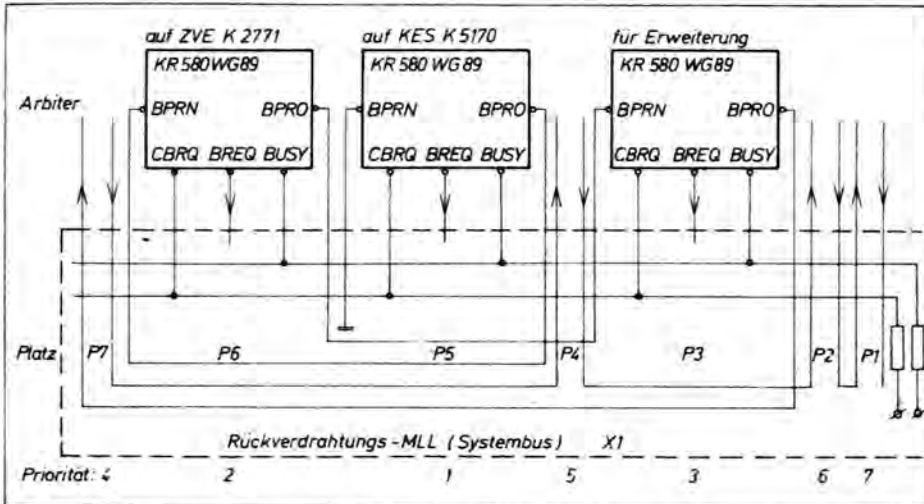 auf ZVE K 2771 auf KES K 5170 für Erweiterung
KR 580 WG 89 KR 580 WG 89 KR 580 WG 89
Arbiter
BPRN BPRO BPRN BPRO BPRN BPRO
CBRQ BREQ BUSY CBRQ BREQ BUSY CBRQ BREQ BUSY
Platz P7 P6 P5 P4 P3 P2 P1
Rückverdrahtungs-MLL (Systembus) X1
Priorität: 4 2 1 5 3 6 7